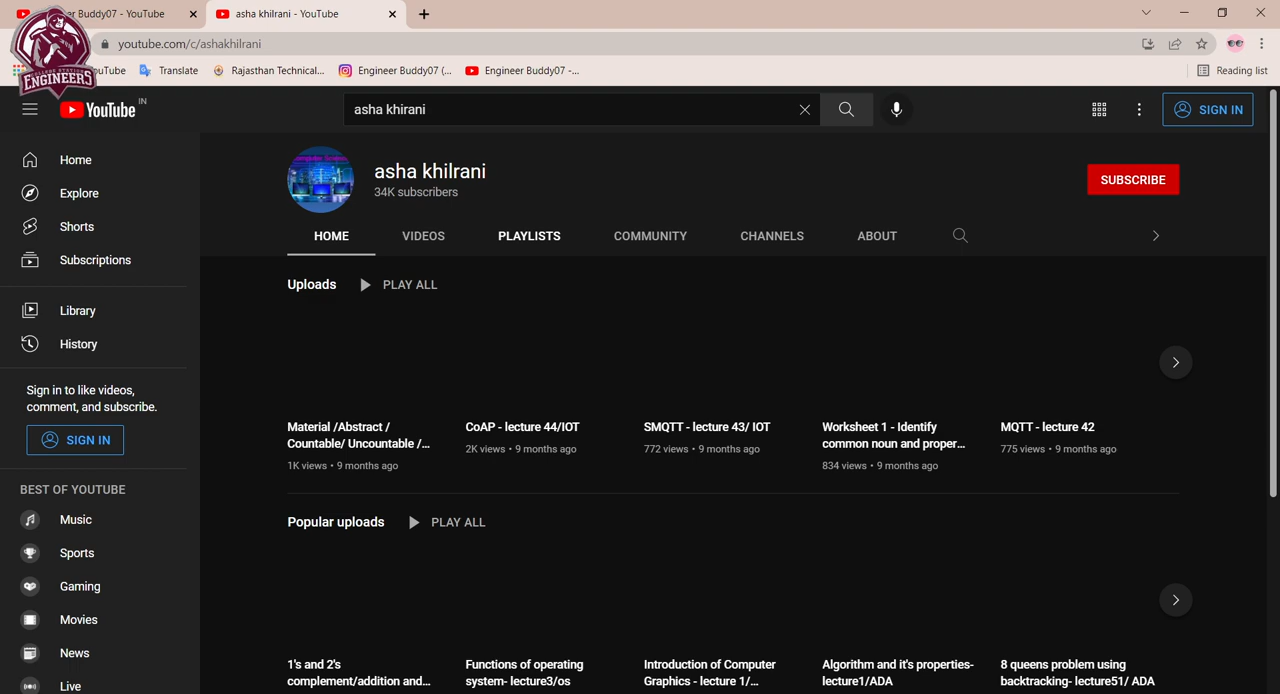 er Buddy07 - YouTube
asha khilrani - YouTube
youtube.com/c/ashakhilrani
uTube
Translate
Rajasthan Technical...
Engineer Buddy07 (...
Engineer Buddy07 -...
Reading list
ENGINEERS
YouTube IN
asha khirani
SIGN IN
Home
Explore
Shorts
Subscriptions
Library
History
Sign in to like videos,
comment, and subscribe.
SIGN IN
BEST OF YOUTUBE
Music
Sports
Gaming
Movies
News
Live
asha khilrani
34K subscribers
SUBSCRIBE
HOME VIDEOS PLAYLISTS COMMUNITY CHANNELS ABOUT
Uploads PLAY ALL
Material /Abstract /
Countable/ Uncountable /...
1K views • 9 months ago
CoAP - lecture 44/IOT
2K views • 9 months ago
SMQTT - lecture 43/ IOT
772 views • 9 months ago
Worksheet 1 - Identify
common noun and proper...
834 views • 9 months ago
MQTT - lecture 42
775 views • 9 months ago
Popular uploads PLAY ALL
1's and 2's
complement/addition and...
Functions of operating
system- lecture3/os
Introduction of Computer
Graphics - lecture 1/...
Algorithm and it's properties-
lecture1/ADA
8 queens problem using
backtracking- lecture51/ ADA